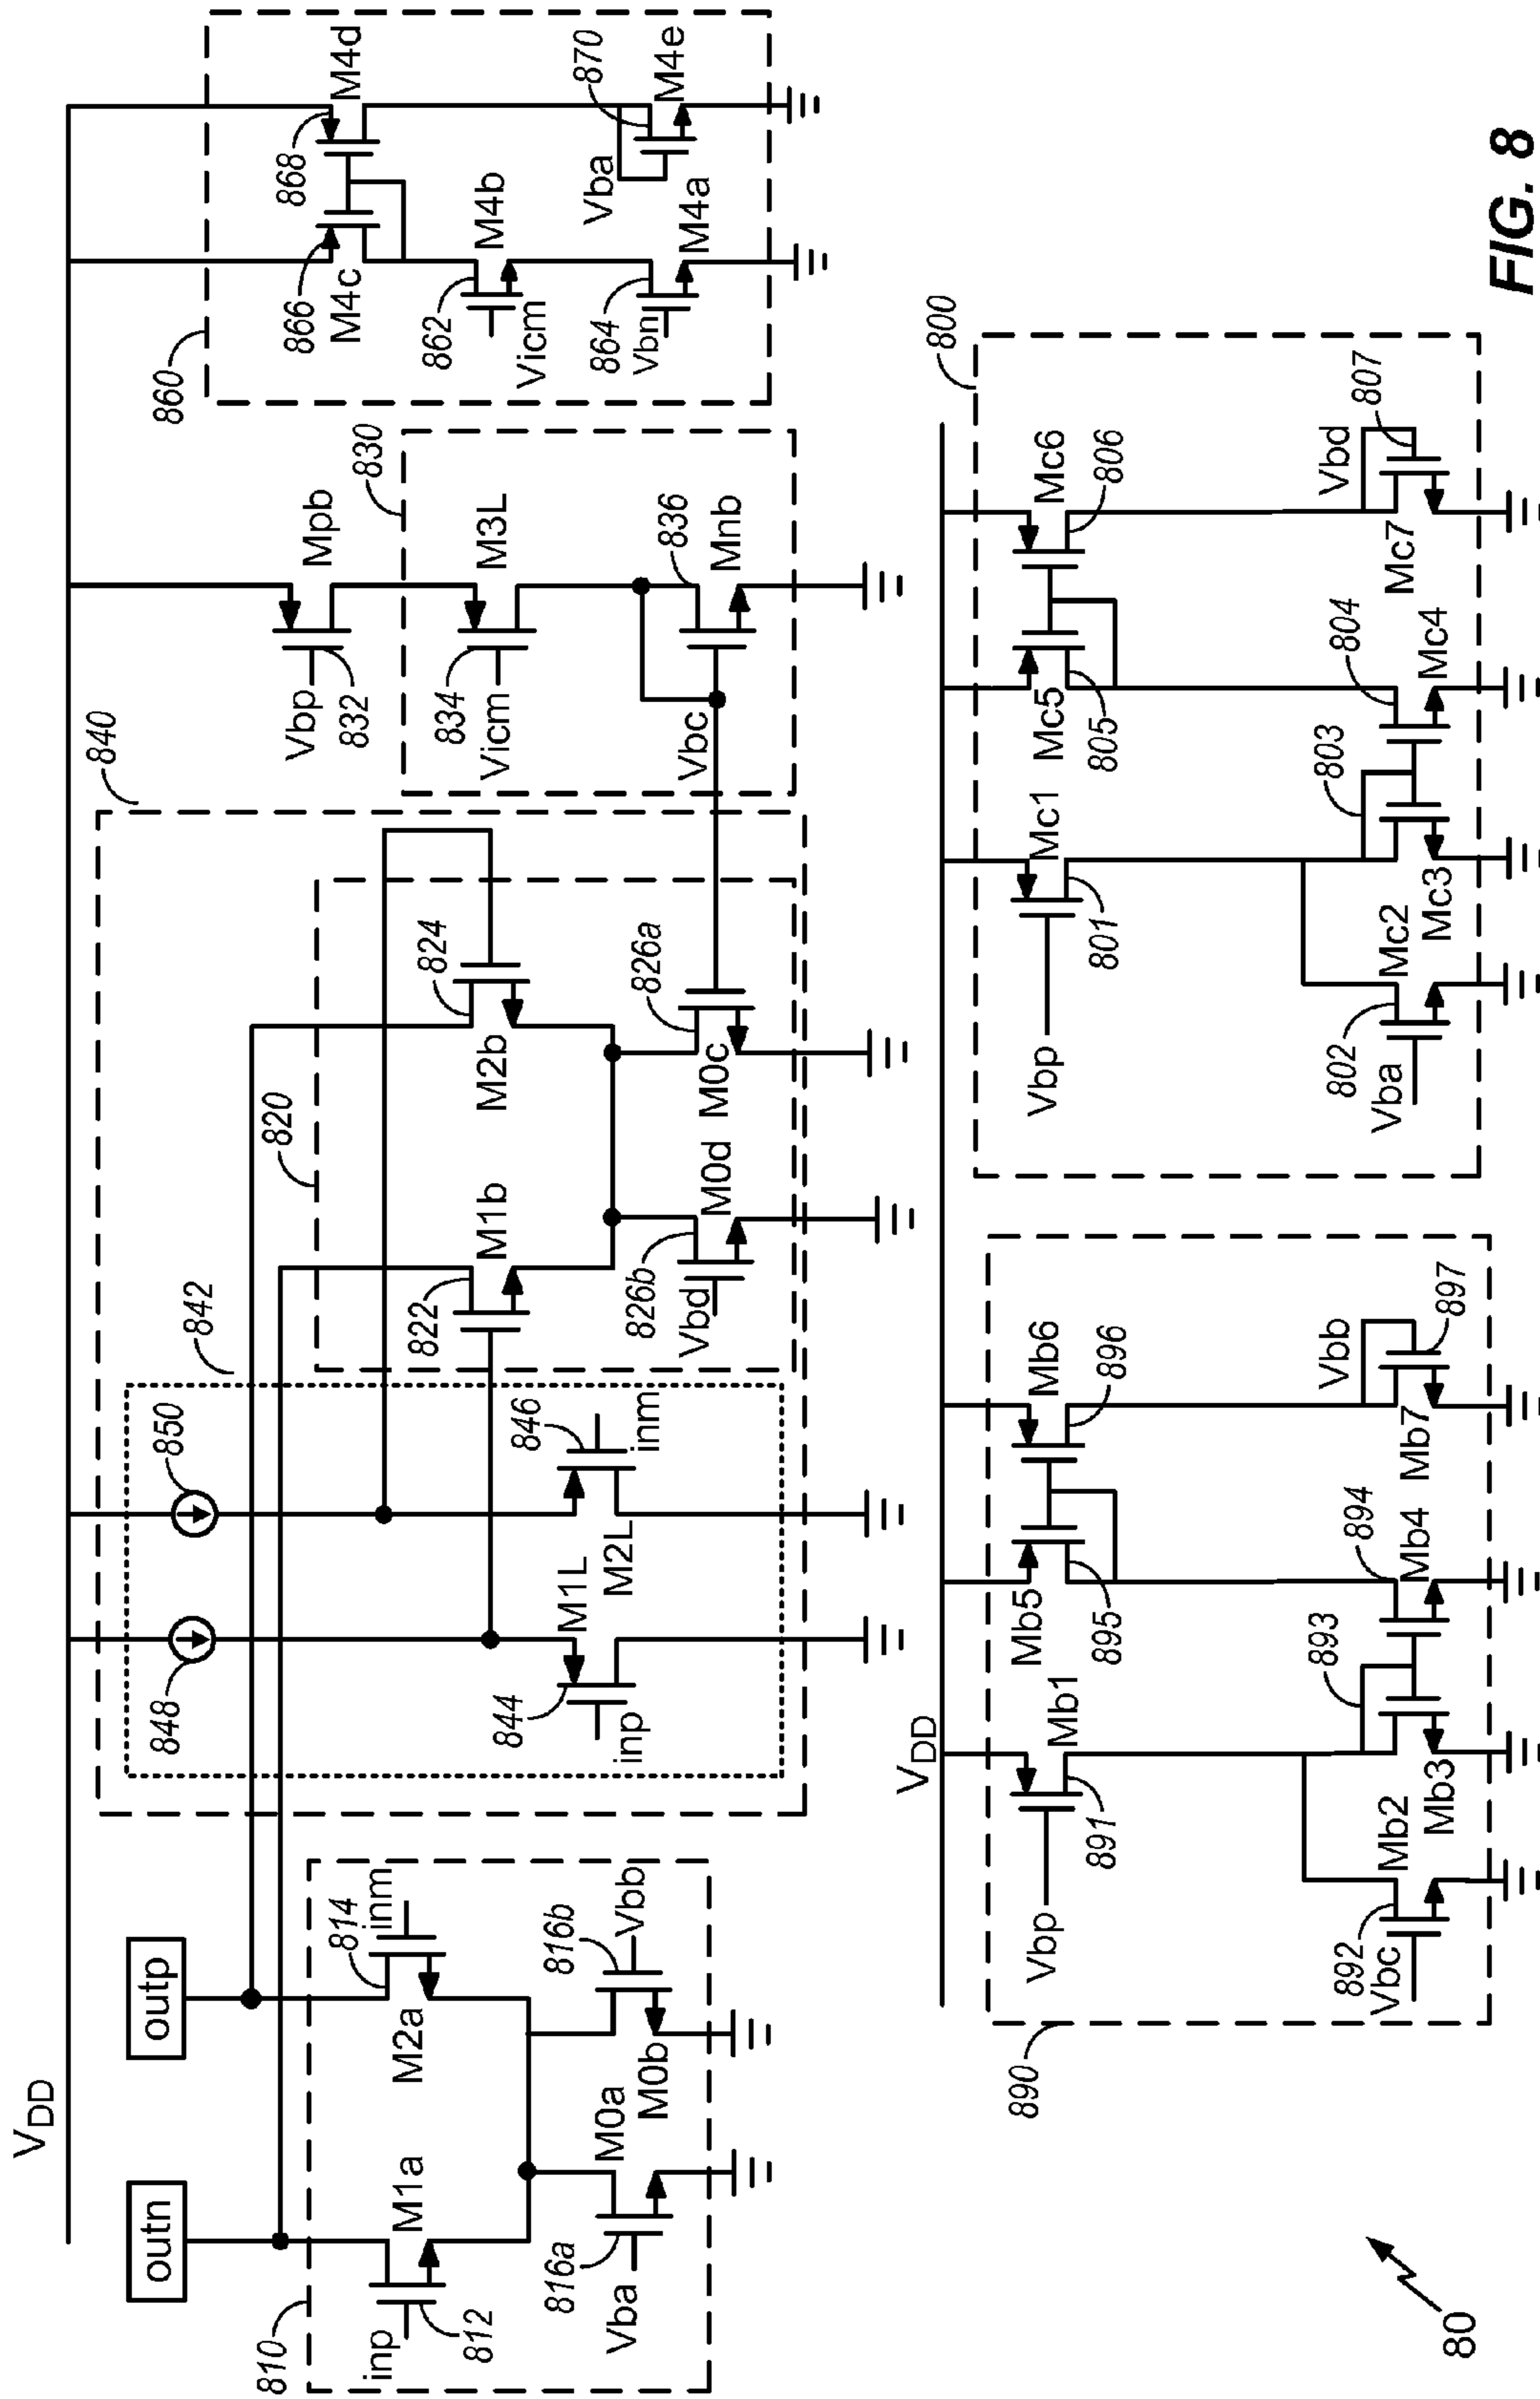 VDD
outn
outp
810
inp
812
M1a
M2a
814
inm
816a
Vba
M0a
M0b
816b
Vbb
840
842
848
850
844
inp
M1L
M2L
846
inm
820
822
M1b
M2b
824
826b
Vbd
M0d
M0c
826a
Vbp
832
Mpb
830
834
Vicm
M3L
Vbc
836
Mnb
860
866
M4c
868
M4d
862
Vicm
M4b
864
Vbn
M4a
Vba
870
M4e
VDD
890
Vbp
891
Mb1
892
Vbc
Mb2
Mb3
893
894
Mb4
Mb5
895
Mb6
896
Vbb
Mb7
897
800
Vbp
801
Mc1
802
Vba
Mc2
Mc3
803
804
Mc4
Mc5
805
Mc6
806
Vbd
Mc7
807
80
FIG. 8